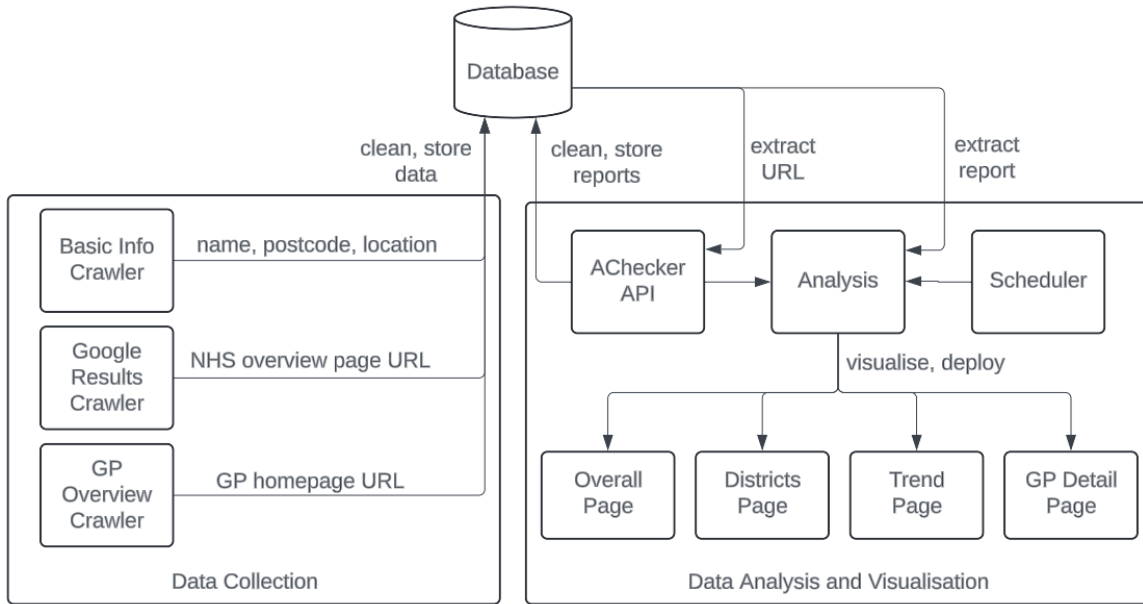 Database
clean, store
data
clean, store
reports
extract
URL
extract
report
Basic Info
Crawler
name, postcode, location
Google
Results
Crawler
NHS overview page URL
GP
Overview
Crawler
GP homepage URL
Data Collection
AChecker
API
Analysis
Scheduler
visualise, deploy
Overall
Page
Districts
Page
Trend
Page
GP Detail
Page
Data Analysis and Visualisation